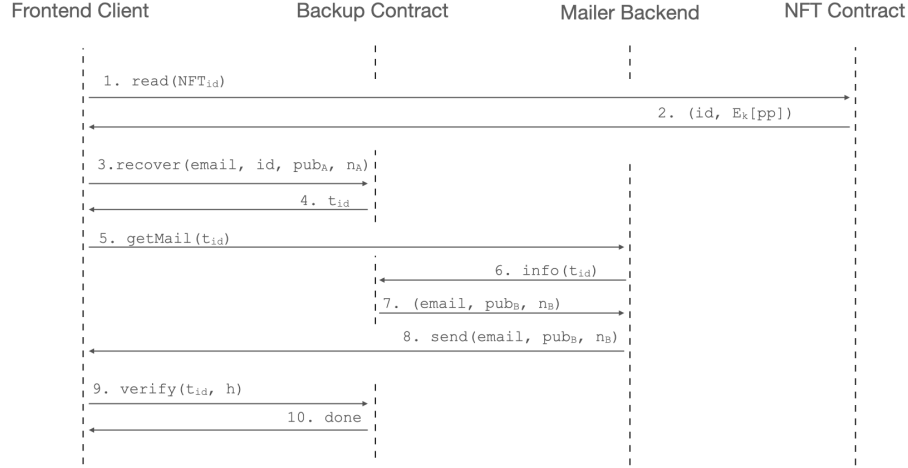 Frontend Client Backup Contract Mailer Backend NFT Contract
1. read(NFTid)
2. (id, Ek[pp])
3.recover(email, id, pubA, nA)
4. tid
5. getMail(tid)
6. info(tid)
7. (email, pubB, nB)
8. send(email, pubB, nB)
9. verify(tid, h)
10. done